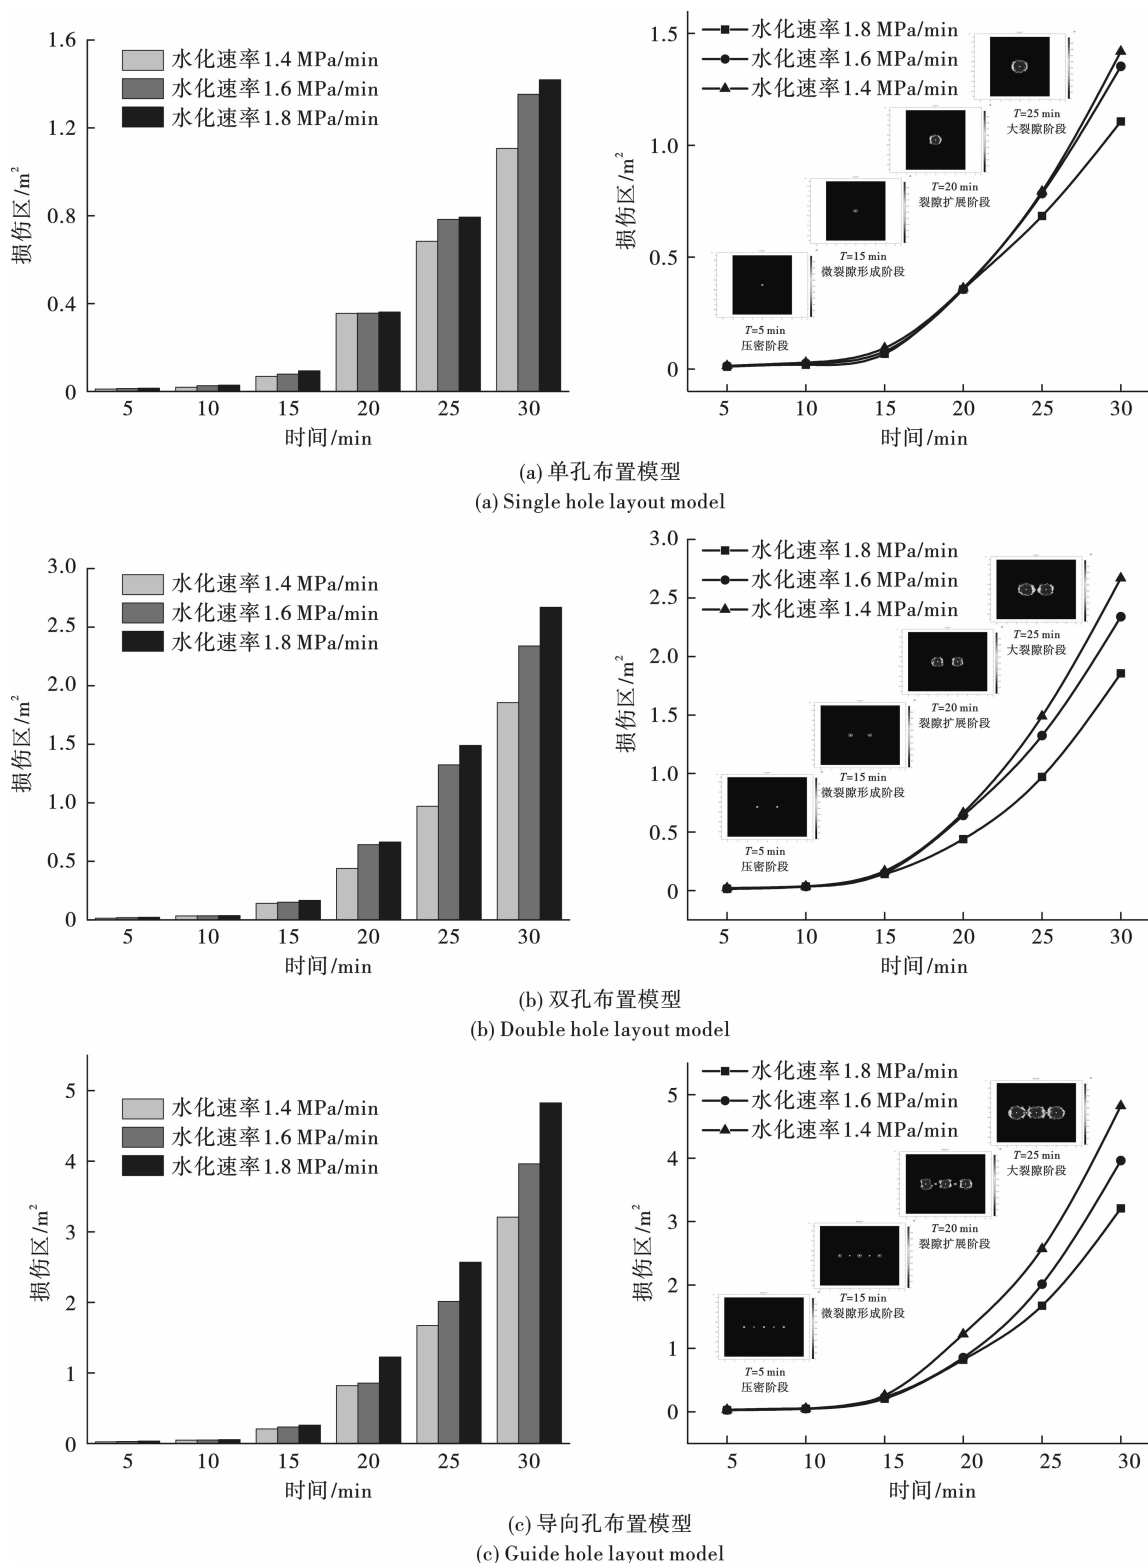 1.6
1.2
0.8
0.4
0
损伤区/m²
水化速率1.4 MPa/min
水化速率1.6 MPa/min
水化速率1.8 MPa/min
5 10 15 20 25 30
时间/min
1.5
1.0
0.5
0
损伤区/m²
水化速率1.8 MPa/min
水化速率1.6 MPa/min
水化速率1.4 MPa/min
T=25 min
大裂隙阶段
T=20 min
裂隙扩展阶段
T=15 min
微裂隙形成阶段
T=5 min
压密阶段
5 10 15 20 25 30
时间/min
(a) 单孔布置模型
(a) Single hole layout model
3.0
2.5
2.0
1.5
1.0
0.5
0
损伤区/m²
水化速率1.4 MPa/min
水化速率1.6 MPa/min
水化速率1.8 MPa/min
5 10 15 20 25 30
时间/min
3.0
2.5
2.0
1.5
1.0
0.5
0
损伤区/m²
水化速率1.8 MPa/min
水化速率1.6 MPa/min
水化速率1.4 MPa/min
T=25 min
大裂隙阶段
T=20 min
裂隙扩展阶段
T=15 min
微裂隙形成阶段
T=5 min
压密阶段
5 10 15 20 25 30
时间/min
(b) 双孔布置模型
(b) Double hole layout model
5
4
3
2
1
0
损伤区/m²
水化速率1.4 MPa/min
水化速率1.6 MPa/min
水化速率1.8 MPa/min
5 10 15 20 25 30
时间/min
5
4
3
2
1
0
损伤区/m²
水化速率1.8 MPa/min
水化速率1.6 MPa/min
水化速率1.4 MPa/min
T=25 min
大裂隙阶段
T=20 min
裂隙扩展阶段
T=15 min
微裂隙形成阶段
T=5 min
压密阶段
5 10 15 20 25 30
时间/min
(c) 导向孔布置模型
(c) Guide hole layout model